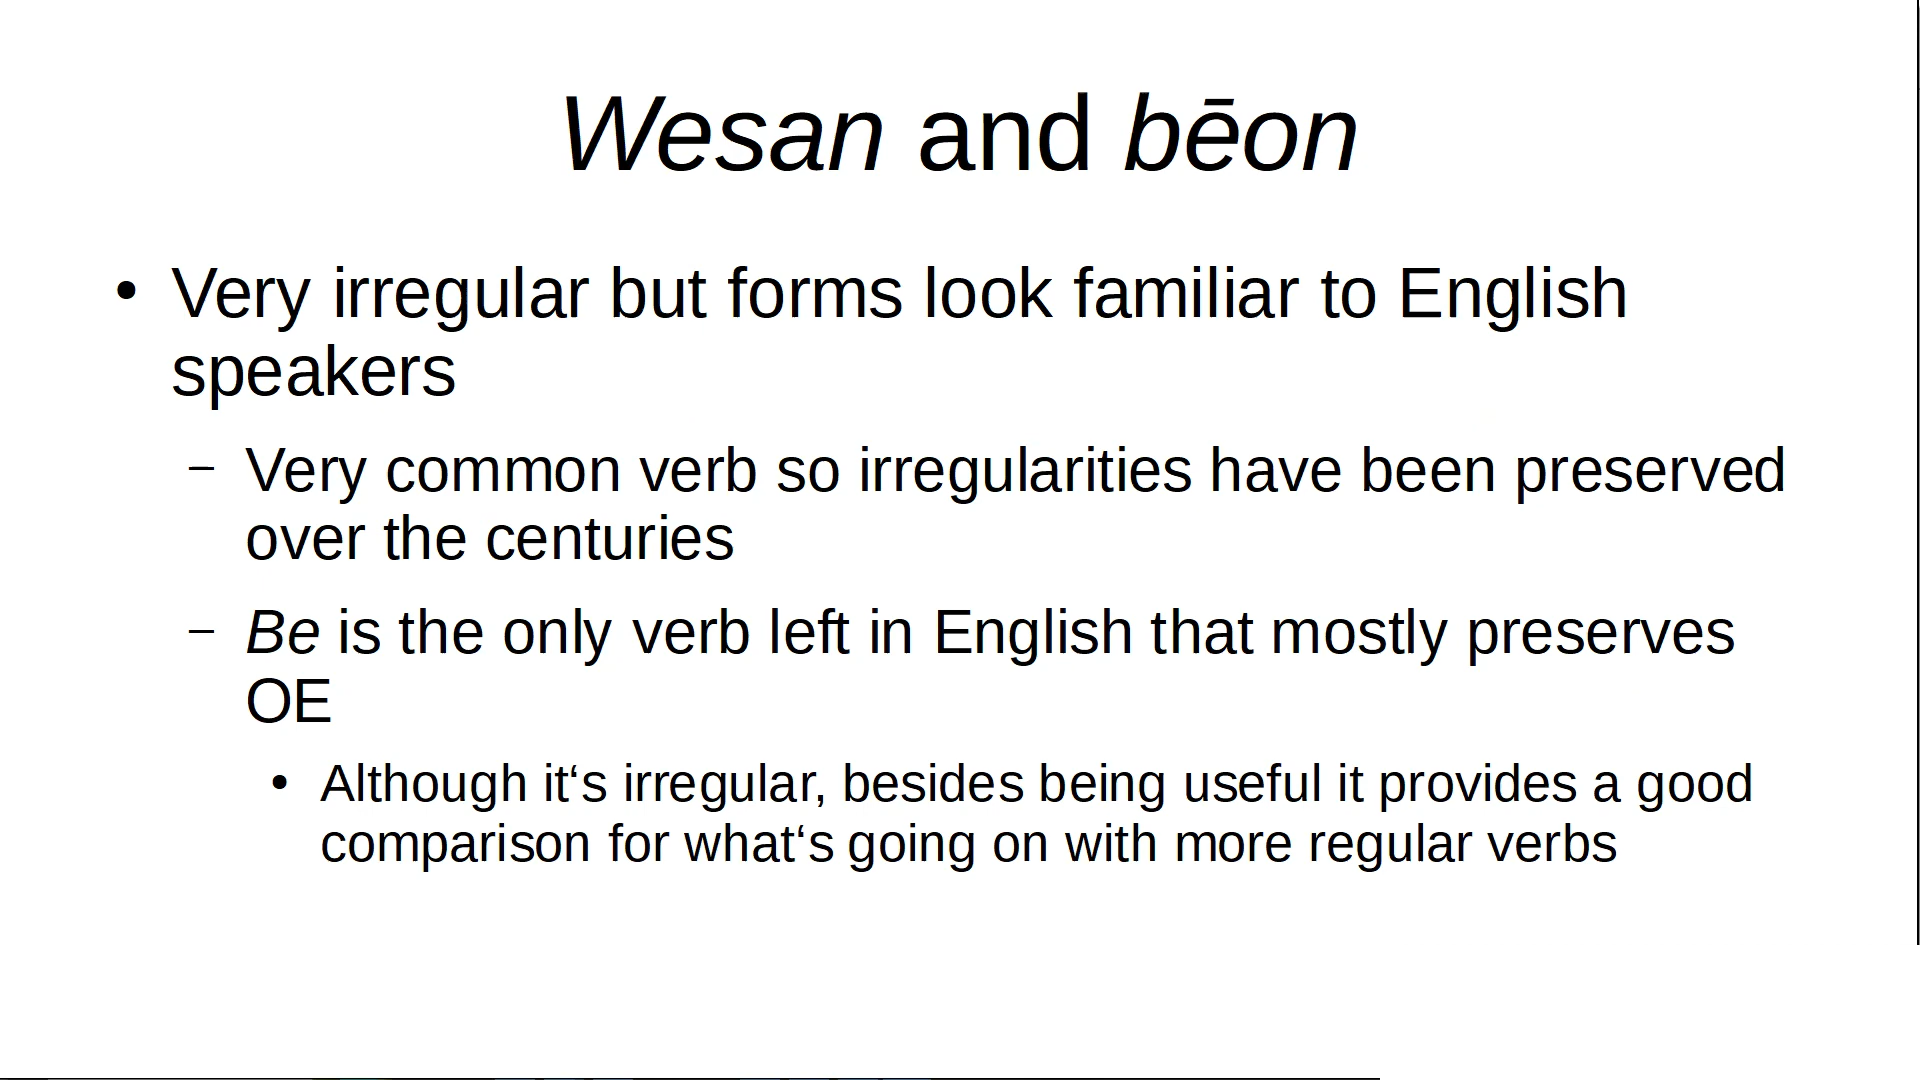 Wesan and bēon
• Very irregular but forms look familiar to English
speakers
– Very common verb so irregularities have been preserved
over the centuries
– Be is the only verb left in English that mostly preserves
OE
• Although it‘s irregular, besides being useful it provides a good
comparison for what‘s going on with more regular verbs